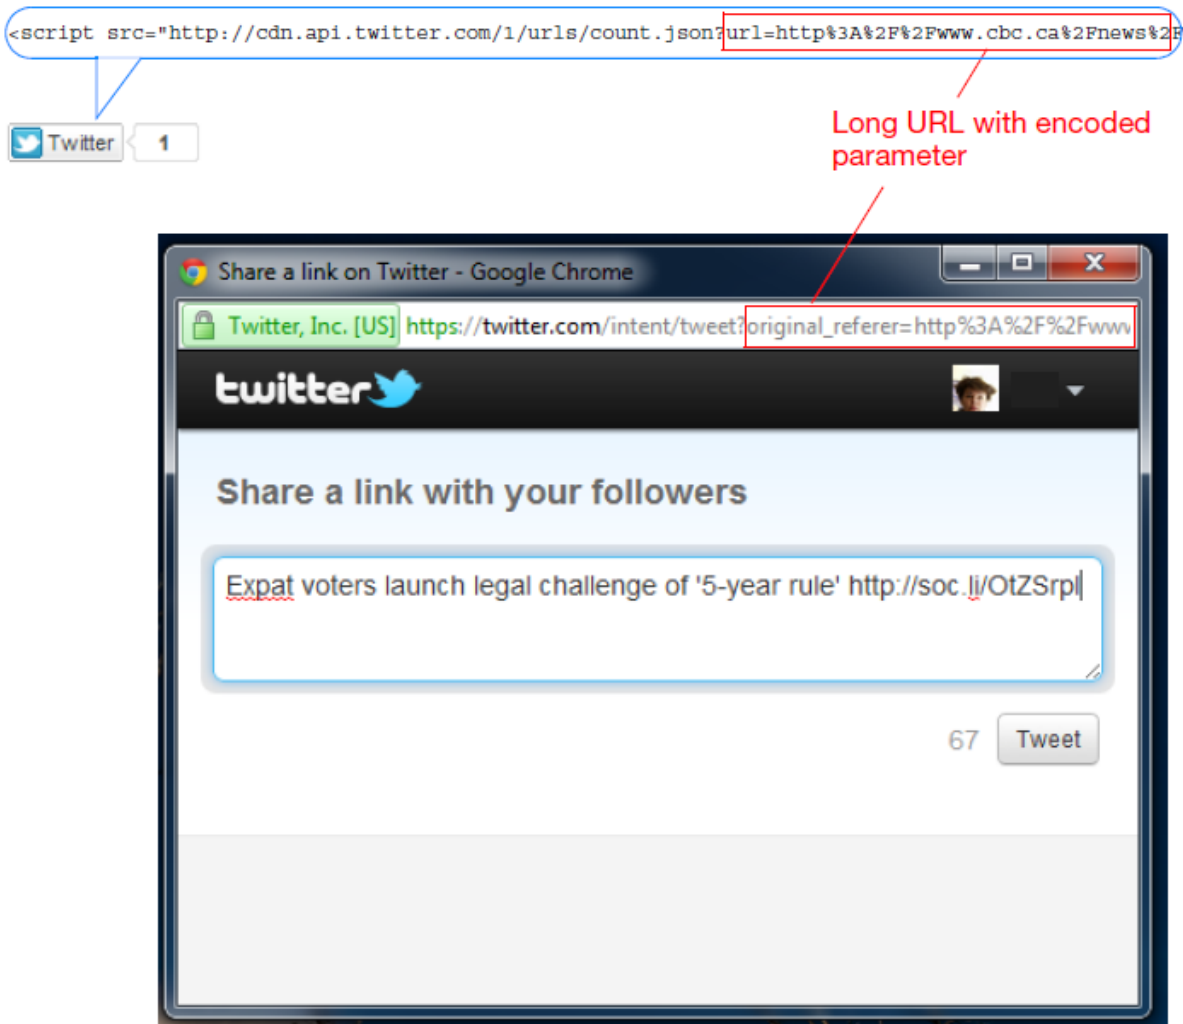 <script src="http://cdn.api.twitter.com/1/urls/count.json?url=http%3A%2F%2Fwww.cbc.ca%2Fnews%2F
Twitter 1
Long URL with encoded
parameter
Share a link on Twitter - Google Chrome
Twitter, Inc. [US] https://twitter.com/intent/tweet?original_referer=http%3A%2F%2Fwww
twitter
Share a link with your followers
Expat voters launch legal challenge of '5-year rule' http://soc.li/OtZSrpl
67 Tweet